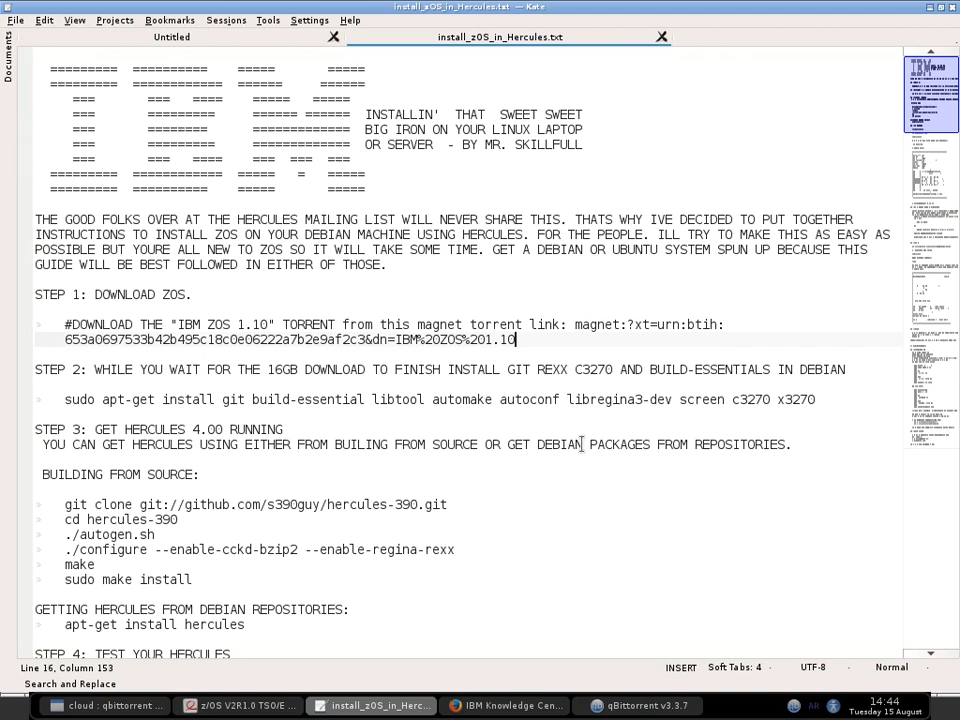 install_zOS_in_Hercules.txt — Kate
File Edit View Projects Bookmarks Sessions Tools Settings Help
Untitled
install_zOS_in_Hercules.txt
Documents
INSTALLIN' THAT SWEET SWEET
BIG IRON ON YOUR LINUX LAPTOP
OR SERVER - BY MR. SKILLFULL
THE GOOD FOLKS OVER AT THE HERCULES MAILING LIST WILL NEVER SHARE THIS. THATS WHY IVE DECIDED TO PUT TOGETHER
INSTRUCTIONS TO INSTALL ZOS ON YOUR DEBIAN MACHINE USING HERCULES. FOR THE PEOPLE. ILL TRY TO MAKE THIS AS EASY AS
POSSIBLE BUT YOURE ALL NEW TO ZOS SO IT WILL TAKE SOME TIME. GET A DEBIAN OR UBUNTU SYSTEM SPUN UP BECAUSE THIS
GUIDE WILL BE BEST FOLLOWED IN EITHER OF THOSE.
STEP 1: DOWNLOAD ZOS.
#DOWNLOAD THE "IBM ZOS 1.10" TORRENT from this magnet torrent link: magnet:?xt=urn:btih:
653a0697533b42b495c18c0e06222a7b2e9af2c3&dn=IBM%20ZOS%201.10
STEP 2: WHILE YOU WAIT FOR THE 16GB DOWNLOAD TO FINISH INSTALL GIT REXX C3270 AND BUILD-ESSENTIALS IN DEBIAN
sudo apt-get install git build-essential libtool automake autoconf libregina3-dev screen c3270 x3270
STEP 3: GET HERCULES 4.00 RUNNING
YOU CAN GET HERCULES USING EITHER FROM BUILING FROM SOURCE OR GET DEBIAN PACKAGES FROM REPOSITORIES.
BUILDING FROM SOURCE:
git clone git://github.com/s390guy/hercules-390.git
cd hercules-390
./autogen.sh
./configure --enable-cckd-bzip2 --enable-regina-rexx
make
sudo make install
GETTING HERCULES FROM DEBIAN REPOSITORIES:
apt-get install hercules
STEP 4: TEST YOUR HERCULES
Line 16, Column 153
INSERT Soft Tabs: 4 UTF-8 Normal
Search and Replace
cloud : qbittorrent ...
z/OS V2R1.0 TSO/E ...
install_zOS_in_Herc...
IBM Knowledge Cen...
qBittorrent v3.3.7
AR
14:44
Tuesday 15 August